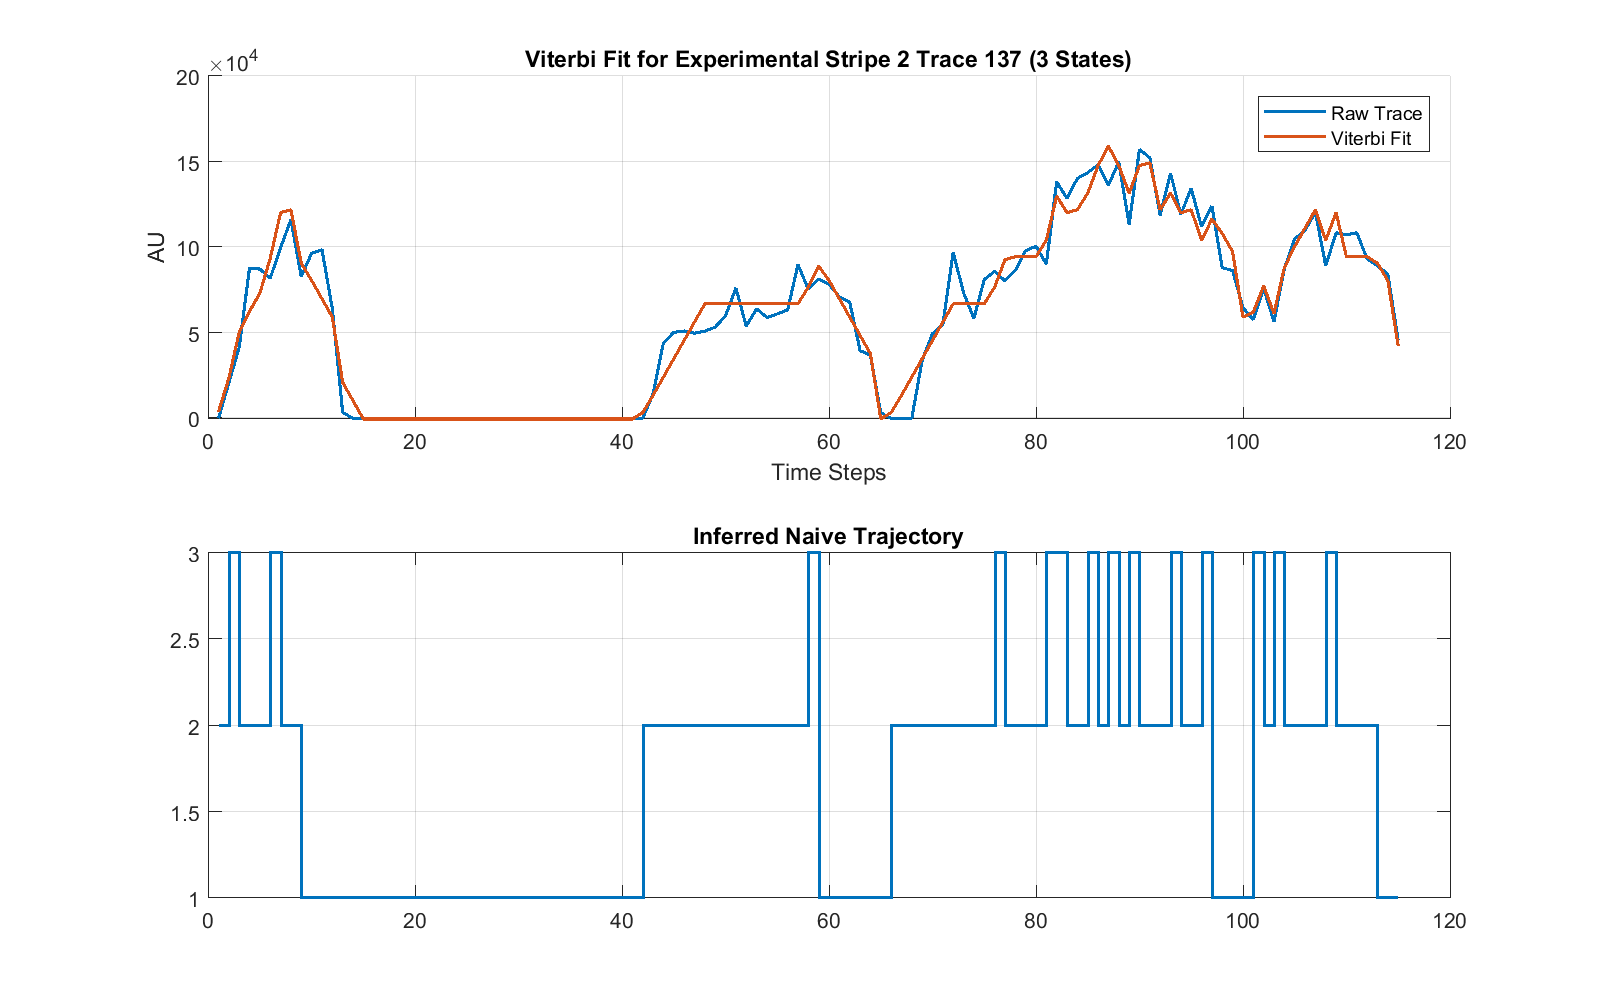 Viterbi Fit for Experimental Stripe 2 Trace 137 (3 States)
×10⁴
20
15
10
5
0
AU
Raw Trace
Viterbi Fit
0 20 40 60 80 100 120
Time Steps
Inferred Naive Trajectory
3
2.5
2
1.5
1
0 20 40 60 80 100 120